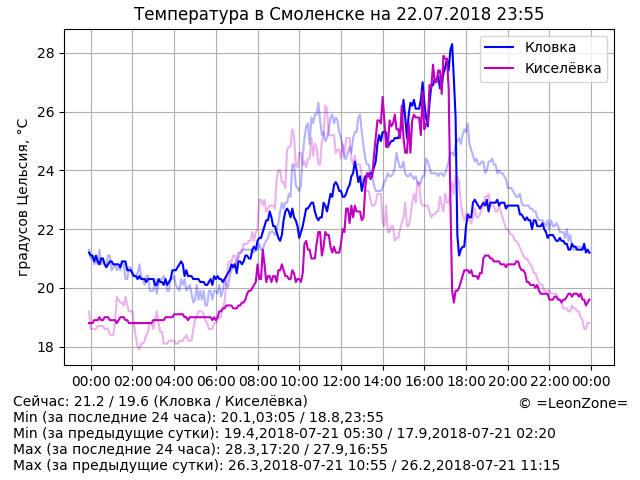 Температура в Смоленске на 22.07.2018 23:55
Кловка
Киселёвка
градусов Цельсия, °C
28
26
24
22
20
18
00:00 02:00 04:00 06:00 08:00 10:00 12:00 14:00 16:00 18:00 20:00 22:00 00:00
Сейчас: 21.2 / 19.6 (Кловка / Киселёвка)
© =LeonZone=
Min (за последние 24 часа): 20.1,03:05 / 18.8,23:55
Min (за предыдущие сутки): 19.4,2018-07-21 05:30 / 17.9,2018-07-21 02:20
Max (за последние 24 часа): 28.3,17:20 / 27.9,16:55
Max (за предыдущие сутки): 26.3,2018-07-21 10:55 / 26.2,2018-07-21 11:15